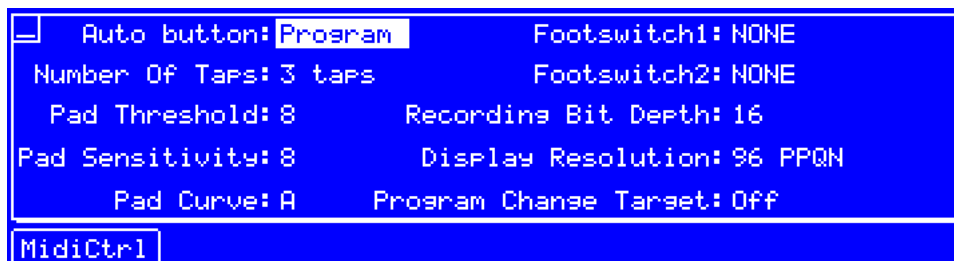 Auto button: Program Footswitch1: NONE
Number Of Taps: 3 taps Footswitch2: NONE
Pad Threshold: 8 Recording Bit Depth: 16
Pad Sensitivity: 8 Display Resolution: 96 PPQN
Pad Curve: A Program Change Target: Off
MidiCtrl